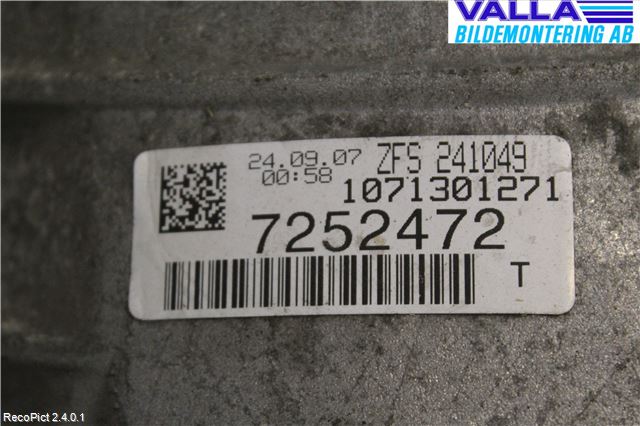 VALLA
BILDEMONTERING AB
24.09.07 ZFS 241049
00:58 1071301271
7252472
T
RecoPict 2.4.0.1